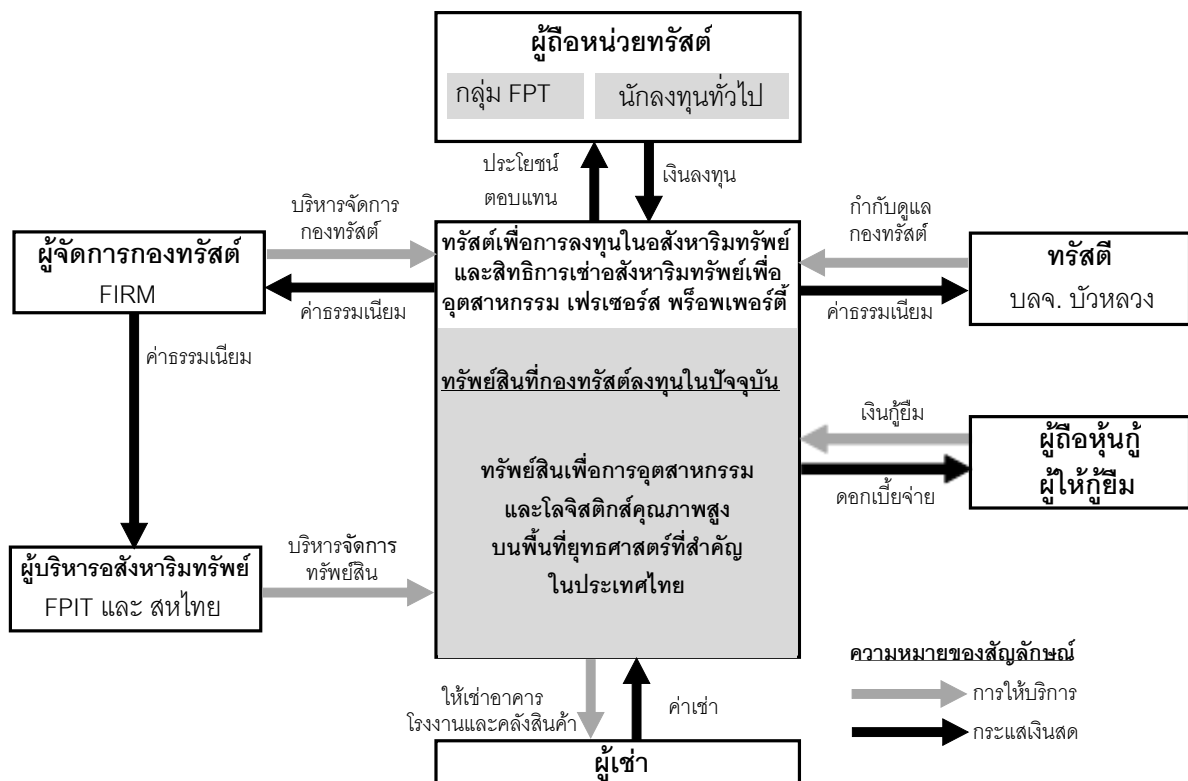 ผู้ถือหน่วยทรัสต์
กลุ่ม FPT
นักลงทุนทั่วไป
ประโยชน์
ตอบแทน
เงินลงทุน
บริหารจัดการ
กองทรัสต์
กำกับดูแล
กองทรัสต์
ผู้จัดการกองทรัสต์
FIRM
ทรัสต์เพื่อการลงทุนในอสังหาริมทรัพย์
และสิทธิการเช่าอสังหาริมทรัพย์เพื่อ
อุตสาหกรรม เฟรเซอร์ส พร็อพเพอร์ตี้
ทรัสตี
บลจ. บัวหลวง
ค่าธรรมเนียม
ค่าธรรมเนียม
ค่าธรรมเนียม
ทรัพย์สินที่กองทรัสต์ลงทุนในปัจจุบัน
เงินกู้ยืม
ผู้ถือหุ้นกู้
ผู้ให้กู้ยืม
ดอกเบี้ยจ่าย
ทรัพย์สินเพื่อการอุตสาหกรรม
และโลจิสติกส์คุณภาพสูง
บนพื้นที่ยุทธศาสตร์ที่สำคัญ
ในประเทศไทย
บริหารจัดการ
ทรัพย์สิน
ผู้บริหารอสังหาริมทรัพย์
FPIT และ สหไทย
ความหมายของสัญลักษณ์
การให้บริการ
กระแสเงินสด
ให้เช่าอาคาร
โรงงานและคลังสินค้า
ค่าเช่า
ผู้เช่า